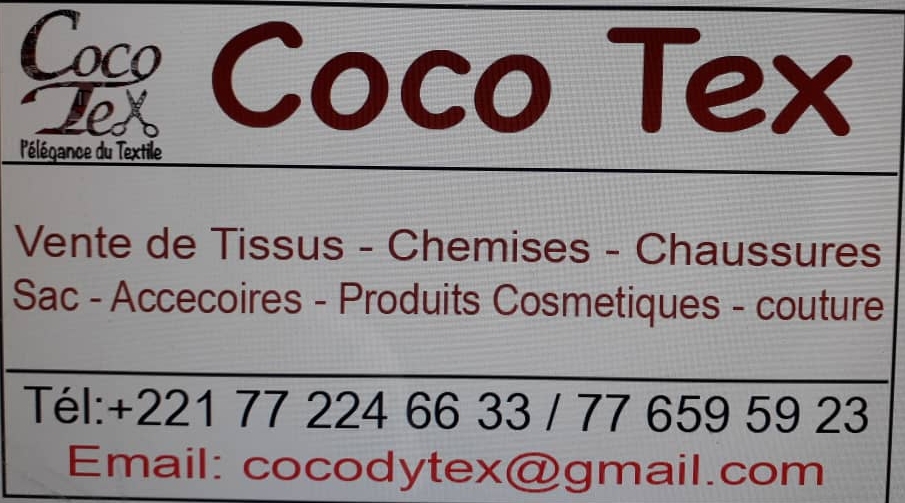 Coco
Tex
l'élégance du Textile
Coco Tex
Vente de Tissus - Chemises - Chaussures
Sac - Accecoires - Produits Cosmetiques - couture
Tél:+221 77 224 66 33 / 77 659 59 23
Email: cocodytex@gmail.com